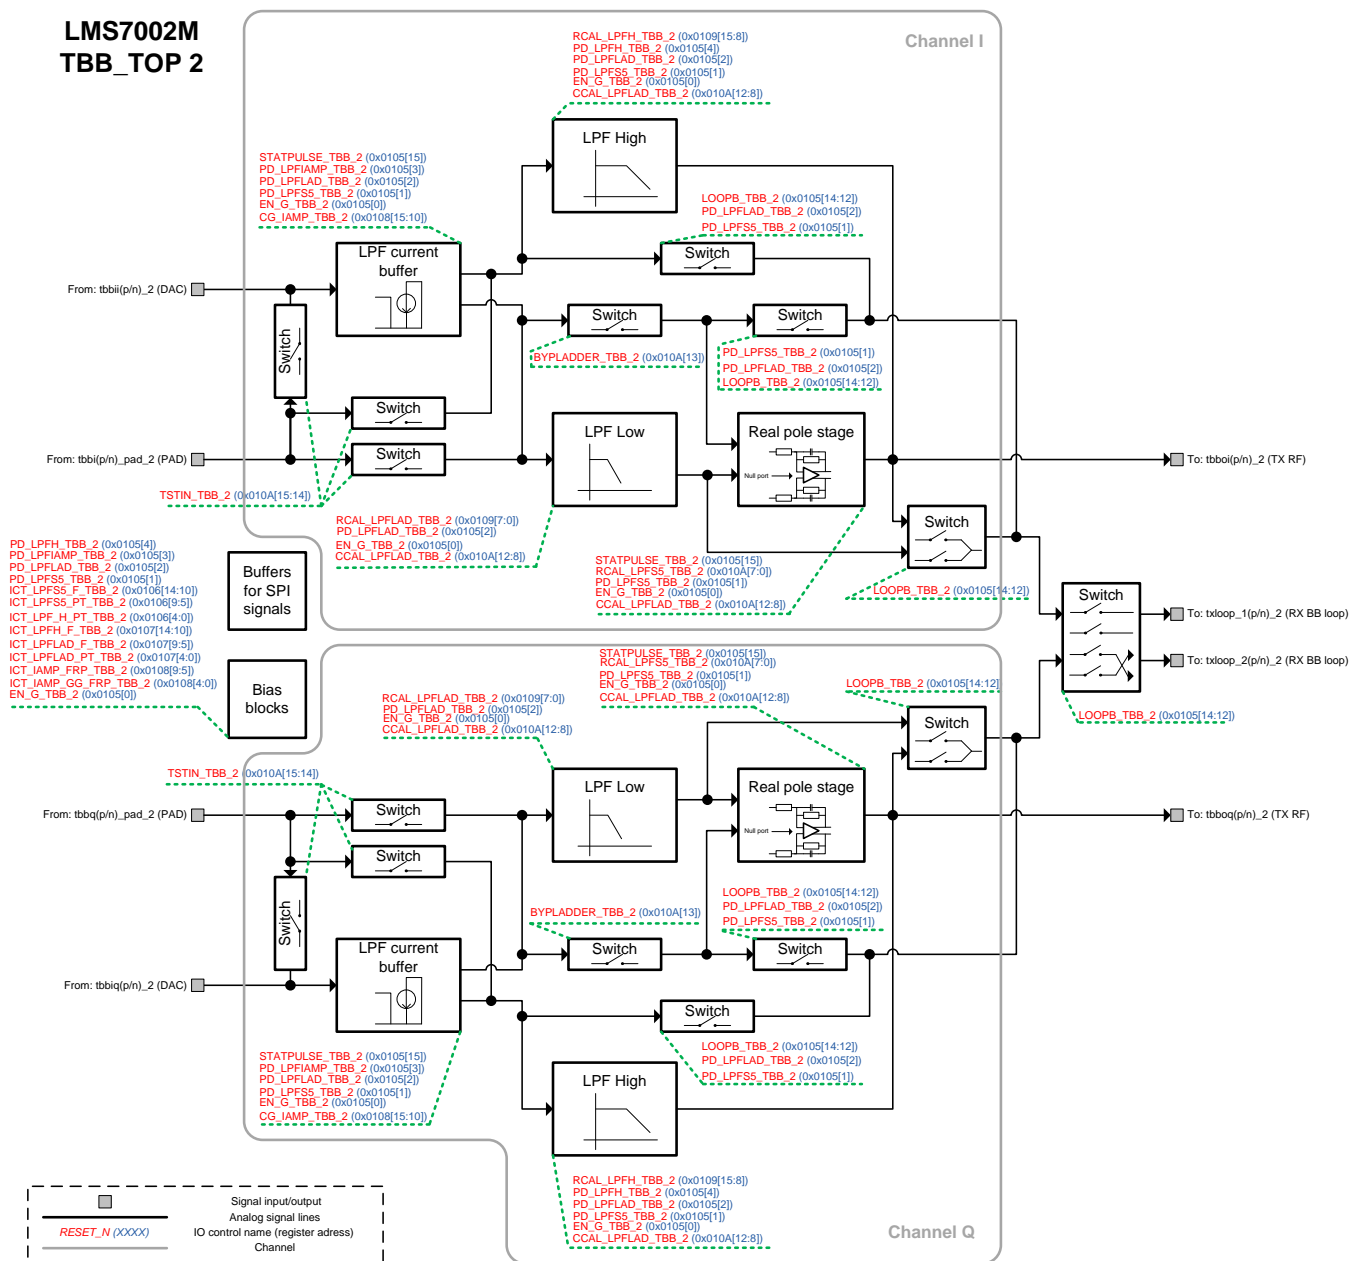 LMS7002M
TBB_TOP 2
Channel I
RCAL_LPFH_TBB_2 (0x0109[15:8])
PD_LPFH_TBB_2 (0x0105[4])
PD_LPFLAD_TBB_2 (0x0105[2])
PD_LPFS5_TBB_2 (0x0105[1])
EN_G_TBB_2 (0x0105[0])
CCAL_LPFLAD_TBB_2 (0x010A[12:8])
LPF High
STATPULSE_TBB_2 (0x0105[15])
PD_LPFIAMP_TBB_2 (0x0105[3])
PD_LPFLAD_TBB_2 (0x0105[2])
PD_LPFS5_TBB_2 (0x0105[1])
EN_G_TBB_2 (0x0105[0])
CG_IAMP_TBB_2 (0x0108[15:10])
LOOPB_TBB_2 (0x0105[14:12])
PD_LPFLAD_TBB_2 (0x0105[2])
PD_LPFS5_TBB_2 (0x0105[1])
LPF current
buffer
Switch
From: tbbii(p/n)_2 (DAC)
Switch
Switch
Switch
BYPLADDER_TBB_2 (0x010A[13])
PD_LPFS5_TBB_2 (0x0105[1])
PD_LPFLAD_TBB_2 (0x0105[2])
LOOPB_TBB_2 (0x0105[14:12])
Switch
Switch
LPF Low
Real pole stage
Null port
From: tbbi(p/n)_pad_2 (PAD)
To: tbboi(p/n)_2 (TX RF)
TSTIN_TBB_2 (0x010A[15:14])
RCAL_LPFLAD_TBB_2 (0x0109[7:0])
PD_LPFLAD_TBB_2 (0x0105[2])
EN_G_TBB_2 (0x0105[0])
CCAL_LPFLAD_TBB_2 (0x010A[12:8])
Switch
STATPULSE_TBB_2 (0x0105[15])
RCAL_LPFS5_TBB_2 (0x010A[7:0])
PD_LPFS5_TBB_2 (0x0105[1])
EN_G_TBB_2 (0x0105[0])
CCAL_LPFLAD_TBB_2 (0x010A[12:8])
LOOPB_TBB_2 (0x0105[14:12])
PD_LPFH_TBB_2 (0x0105[4])
PD_LPFIAMP_TBB_2 (0x0105[3])
PD_LPFLAD_TBB_2 (0x0105[2])
PD_LPFS5_TBB_2 (0x0105[1])
ICT_LPFS5_F_TBB_2 (0x0106[14:10])
ICT_LPFS5_PT_TBB_2 (0x0106[9:5])
ICT_LPF_H_PT_TBB_2 (0x0106[4:0])
ICT_LPFH_F_TBB_2 (0x0107[14:10])
ICT_LPFLAD_F_TBB_2 (0x0107[9:5])
ICT_LPFLAD_PT_TBB_2 (0x0107[4:0])
ICT_IAMP_FRP_TBB_2 (0x0108[9:5])
ICT_IAMP_GG_FRP_TBB_2 (0x0108[4:0])
EN_G_TBB_2 (0x0105[0])
Buffers
for SPI
signals
Bias
blocks
Switch
To: txloop_1(p/n)_2 (RX BB loop)
To: txloop_2(p/n)_2 (RX BB loop)
LOOPB_TBB_2 (0x0105[14:12])
STATPULSE_TBB_2 (0x0105[15])
RCAL_LPFS5_TBB_2 (0x010A[7:0])
PD_LPFS5_TBB_2 (0x0105[1])
EN_G_TBB_2 (0x0105[0])
CCAL_LPFLAD_TBB_2 (0x010A[12:8])
LOOPB_TBB_2 (0x0105[14:12]
RCAL_LPFLAD_TBB_2 (0x0109[7:0])
PD_LPFLAD_TBB_2 (0x0105[2])
EN_G_TBB_2 (0x0105[0])
CCAL_LPFLAD_TBB_2 (0x010A[12:8])
Switch
TSTIN_TBB_2 (0x010A[15:14])
LPF Low
Real pole stage
Null port
Switch
From: tbbq(p/n)_pad_2 (PAD)
To: tbboq(p/n)_2 (TX RF)
Switch
Switch
BYPLADDER_TBB_2 (0x010A[13])
LOOPB_TBB_2 (0x0105[14:12])
PD_LPFLAD_TBB_2 (0x0105[2])
PD_LPFS5_TBB_2 (0x0105[1])
LPF current
buffer
Switch
Switch
From: tbbiq(p/n)_2 (DAC)
Switch
LOOPB_TBB_2 (0x0105[14:12])
PD_LPFLAD_TBB_2 (0x0105[2])
PD_LPFS5_TBB_2 (0x0105[1])
STATPULSE_TBB_2 (0x0105[15])
PD_LPFIAMP_TBB_2 (0x0105[3])
PD_LPFLAD_TBB_2 (0x0105[2])
PD_LPFS5_TBB_2 (0x0105[1])
EN_G_TBB_2 (0x0105[0])
CG_IAMP_TBB_2 (0x0108[15:10])
LPF High
RCAL_LPFH_TBB_2 (0x0109[15:8])
PD_LPFH_TBB_2 (0x0105[4])
PD_LPFLAD_TBB_2 (0x0105[2])
PD_LPFS5_TBB_2 (0x0105[1])
EN_G_TBB_2 (0x0105[0])
CCAL_LPFLAD_TBB_2 (0x010A[12:8])
Channel Q
Signal input/output
Analog signal lines
RESET_N (XXXX) IO control name (register adress)
Channel